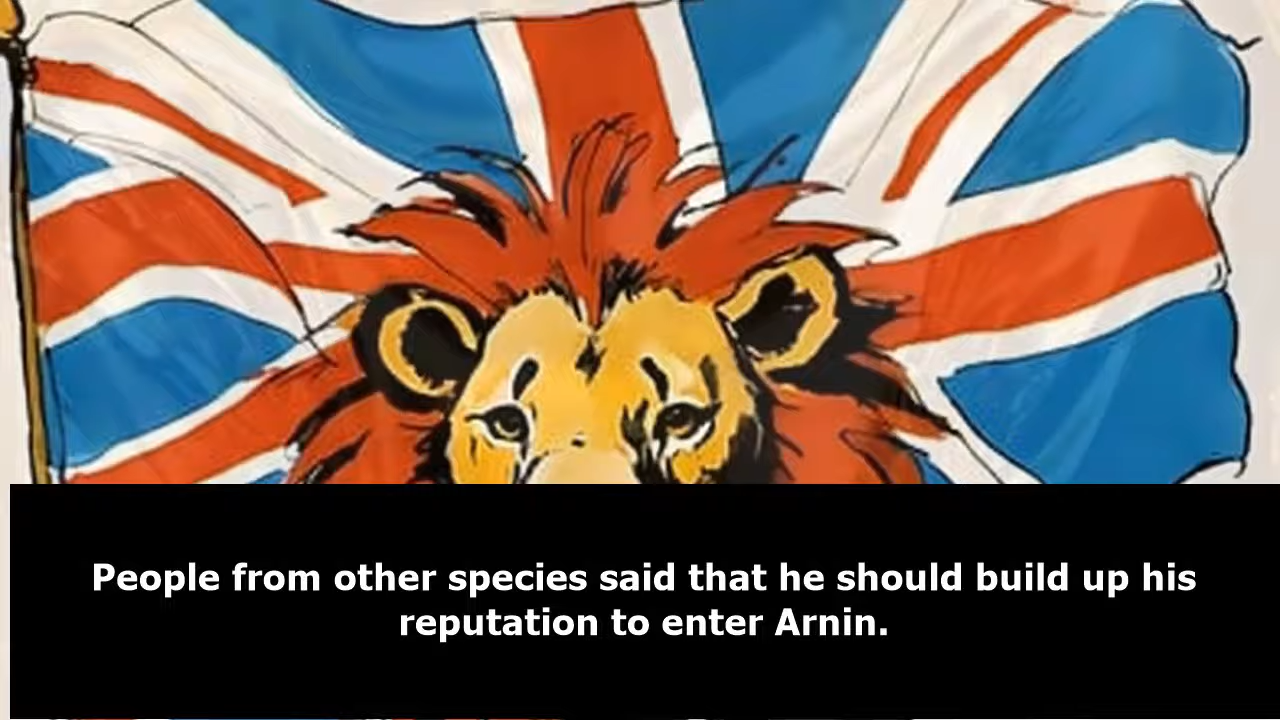 People from other species said that he should build up his
reputation to enter Arnin.